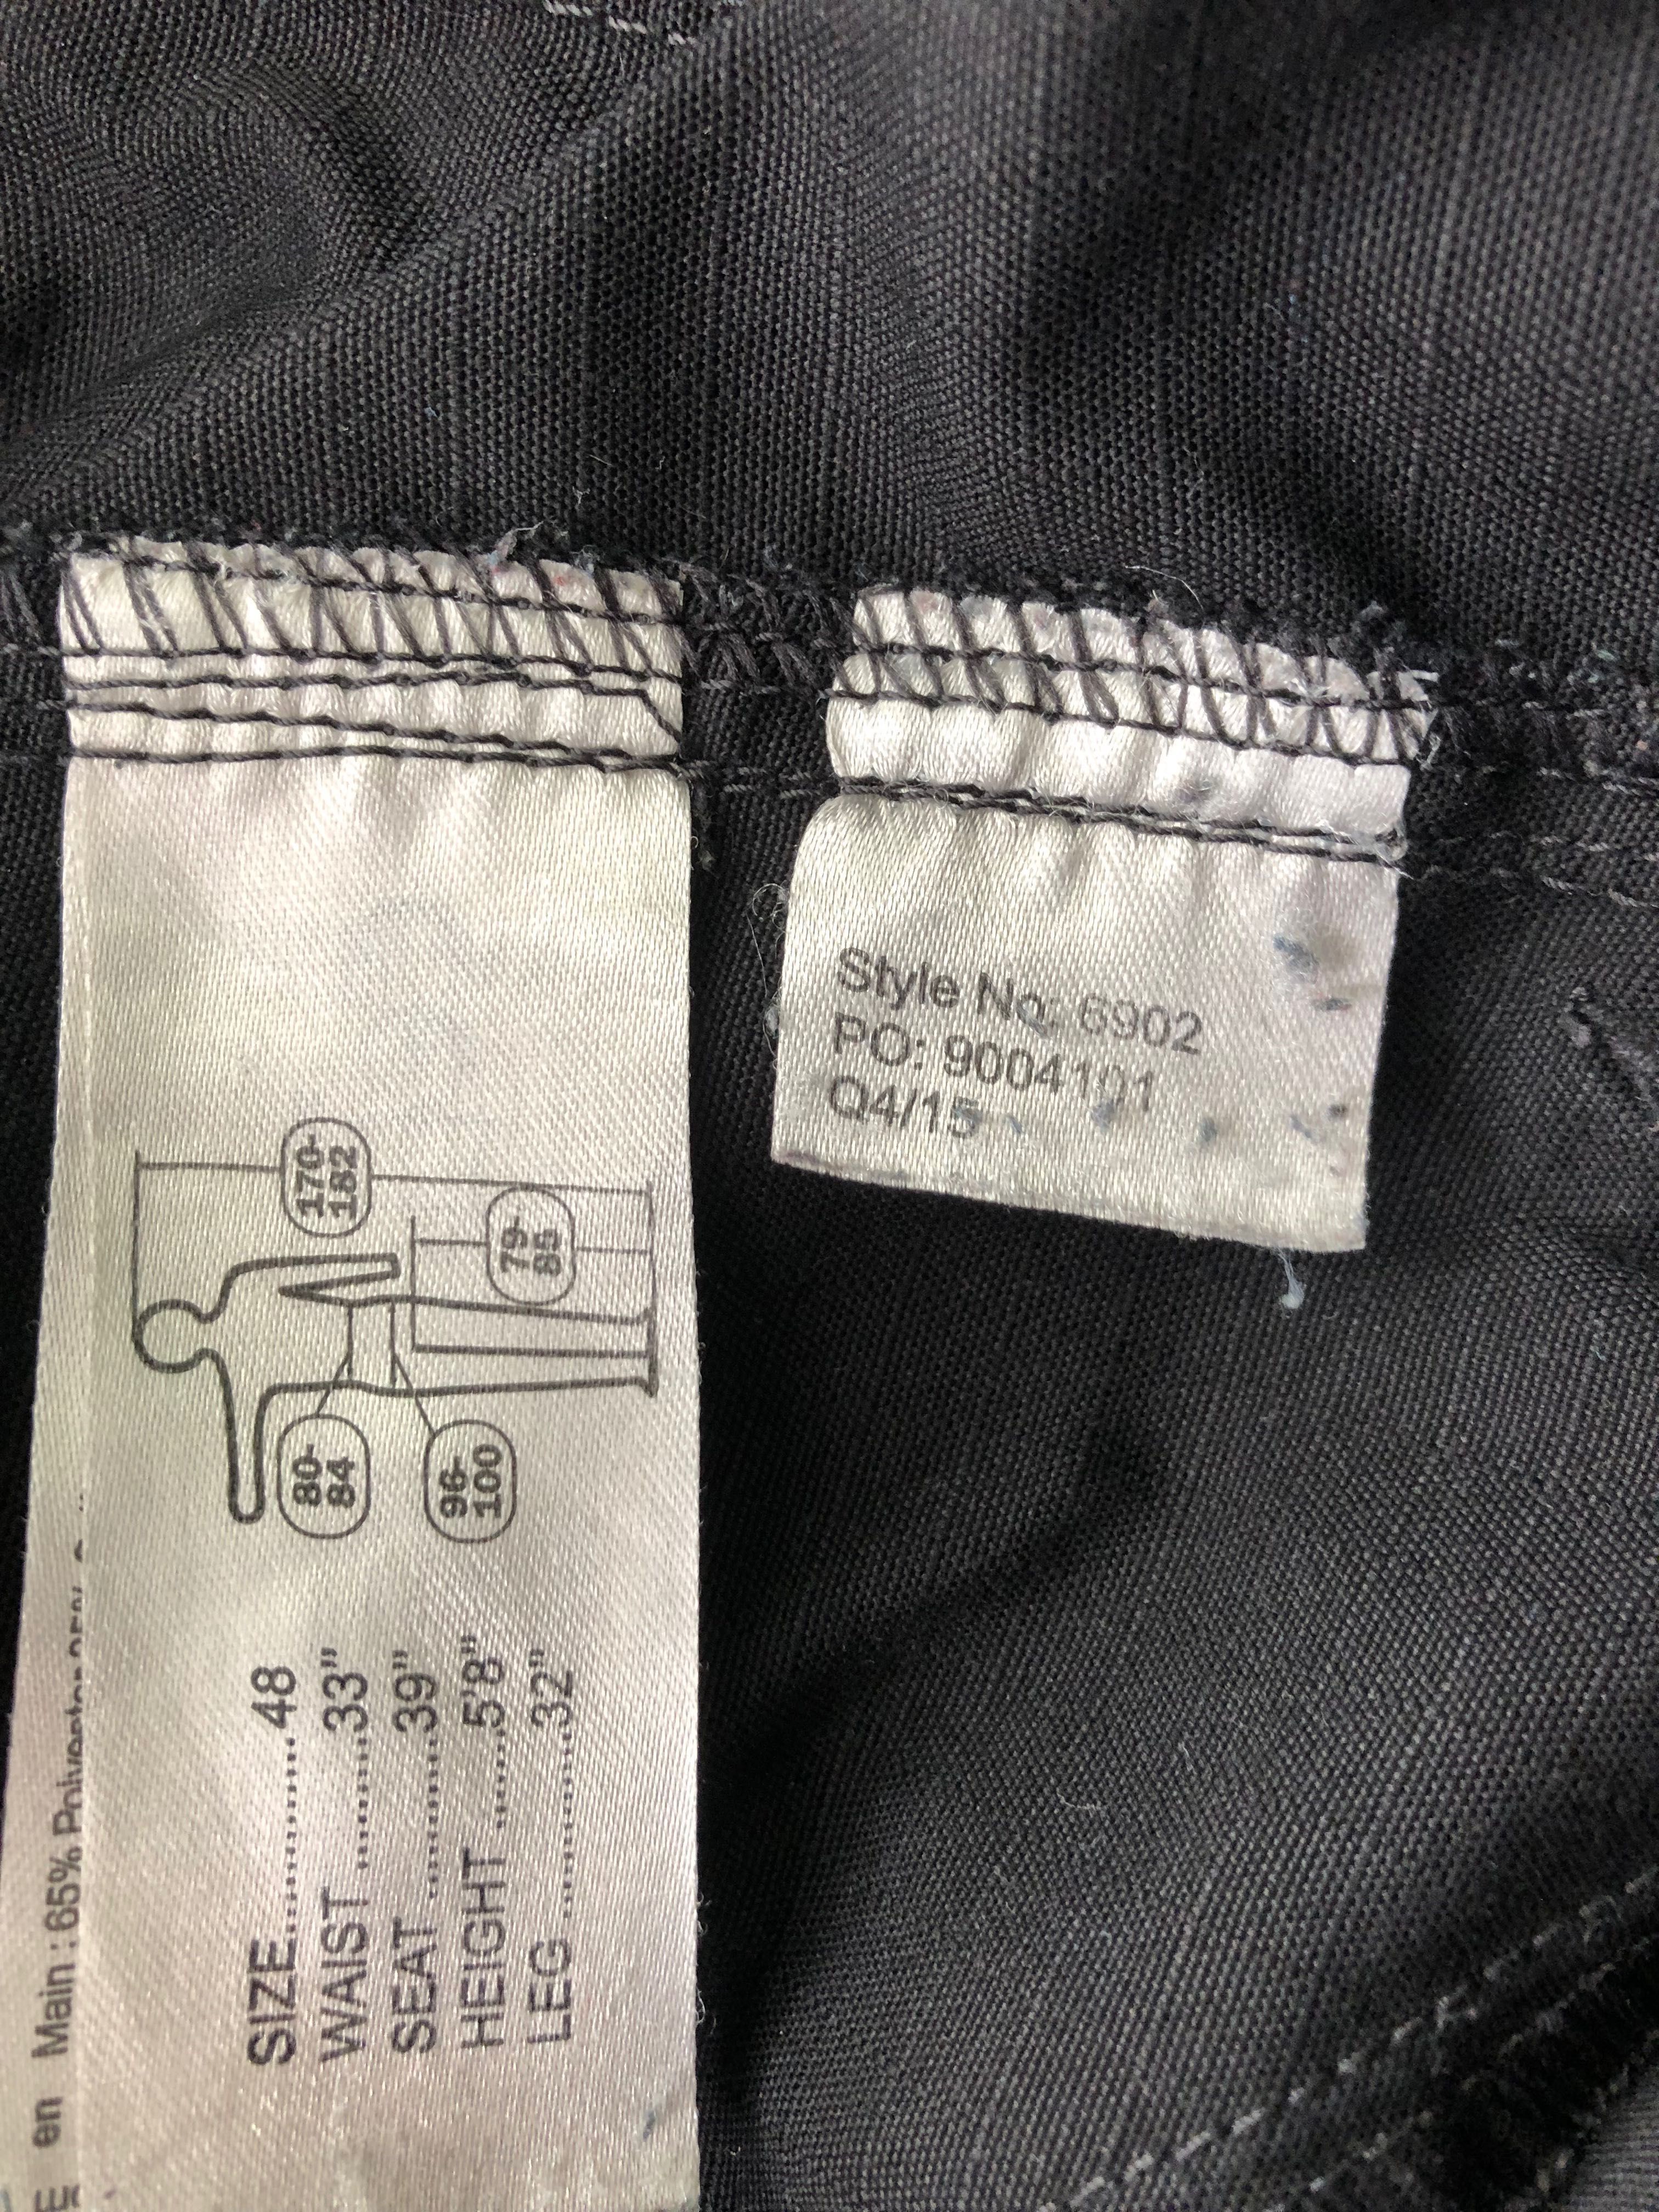 170-
182
79-
85
80-
84
96-
100
SIZE............48
WAIST ..........33"
SEAT ............39"
HEIGHT ........5'8"
LEG ..............32"
en Main : 65% Polyester
Style No: 6902
PO: 9004101
Q4/15